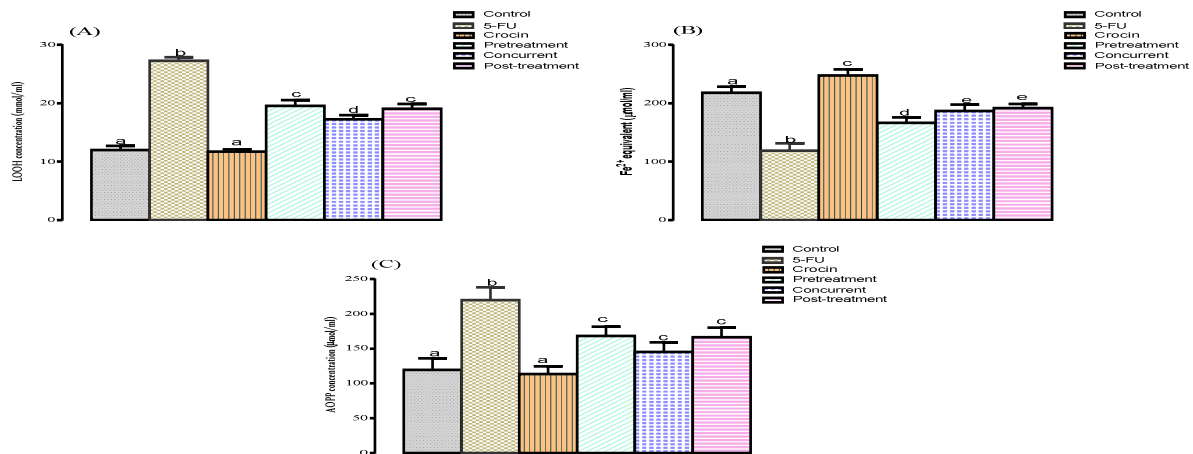 (A)
Control
5-FU
Crocin
Pretreatment
Concurrent
Post-treatment
LOOH concentration (mmol/ml)
30
20
10
0
a
b
a
c
d
c
(B)
Control
5-FU
Crocin
Pretreatment
Concurrent
Post-treatment
Fe2+ equivalent (µmol/ml)
300
200
100
0
a
b
c
d
e
e
(C)
Control
5-FU
Crocin
Pretreatment
Concurrent
Post-treatment
AOPP concentration (µmol/ml)
250
200
150
100
50
0
a
b
a
c
c
c